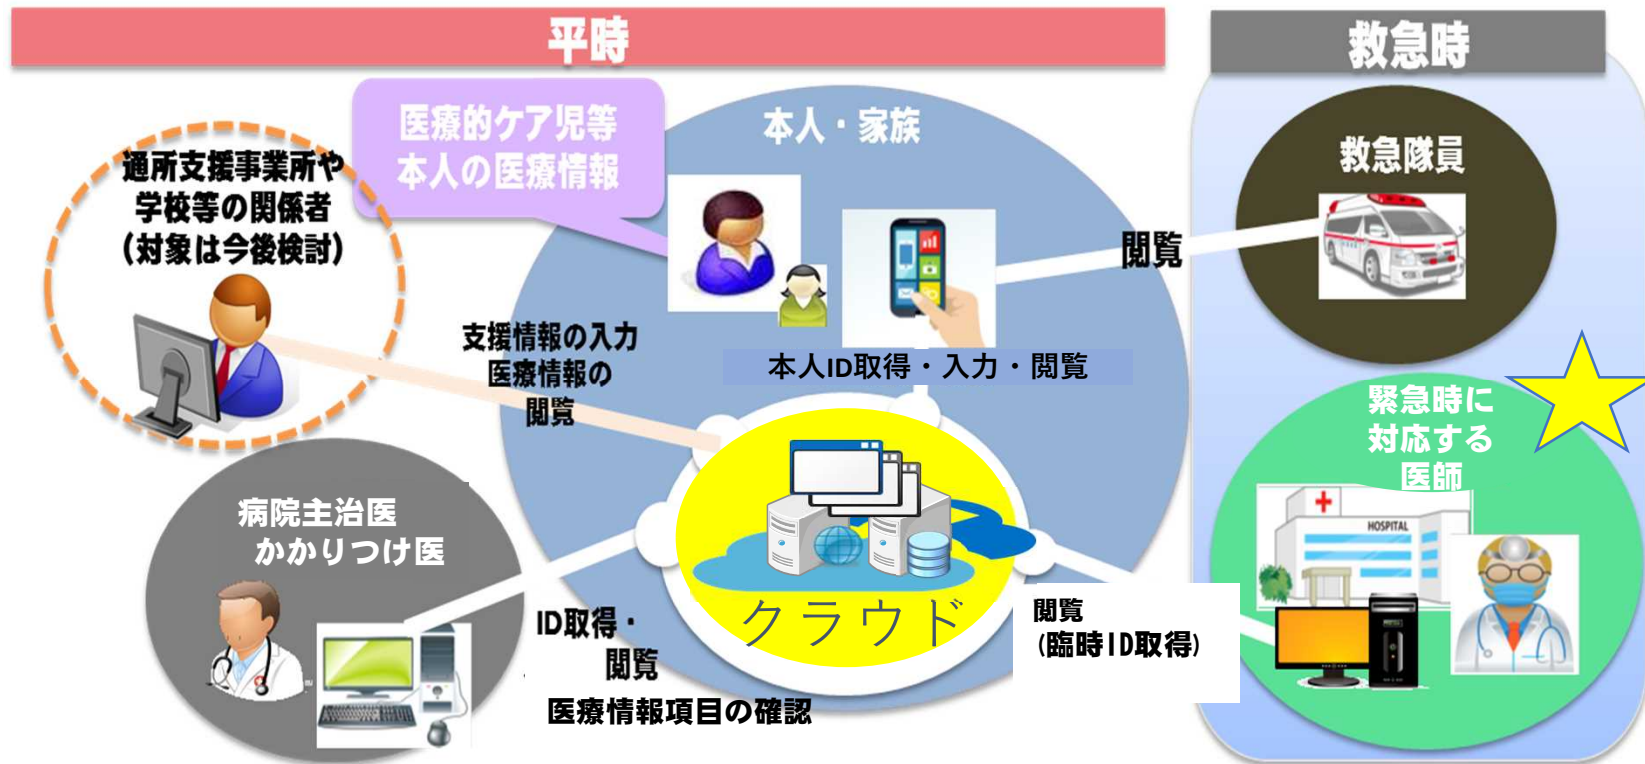 平時
救急時
医療的ケア児等
本人の医療情報
本人・家族
救急隊員
通所支援事業所や
学校等の関係者
(対象は今後検討)
閲覧
支援情報の入力
医療情報の
閲覧
本人ID取得・入力・閲覧
緊急時に
対応する
医師
病院主治医
かかりつけ医
HOSPITAL
クラウド
ID取得・
閲覧
医療情報項目の確認
閲覧
(臨時ID取得)